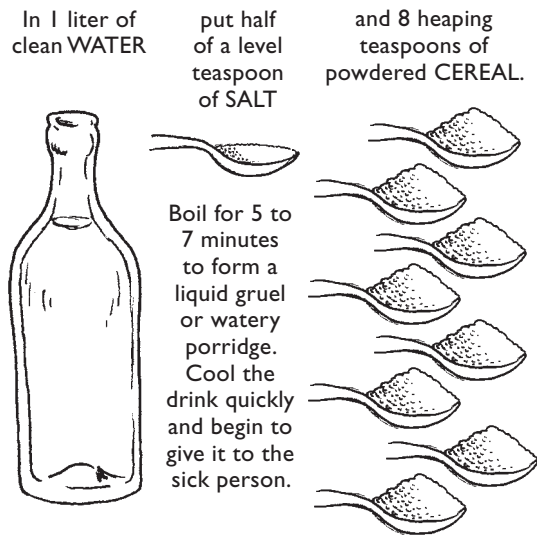 In 1 liter of
clean WATER
put half
of a level
teaspoon
of SALT
and 8 heaping
teaspoons of
powdered CEREAL.
Boil for 5 to
7 minutes
to form a
liquid gruel
or watery
porridge.
Cool the
drink quickly
and begin to
give it to the
sick person.